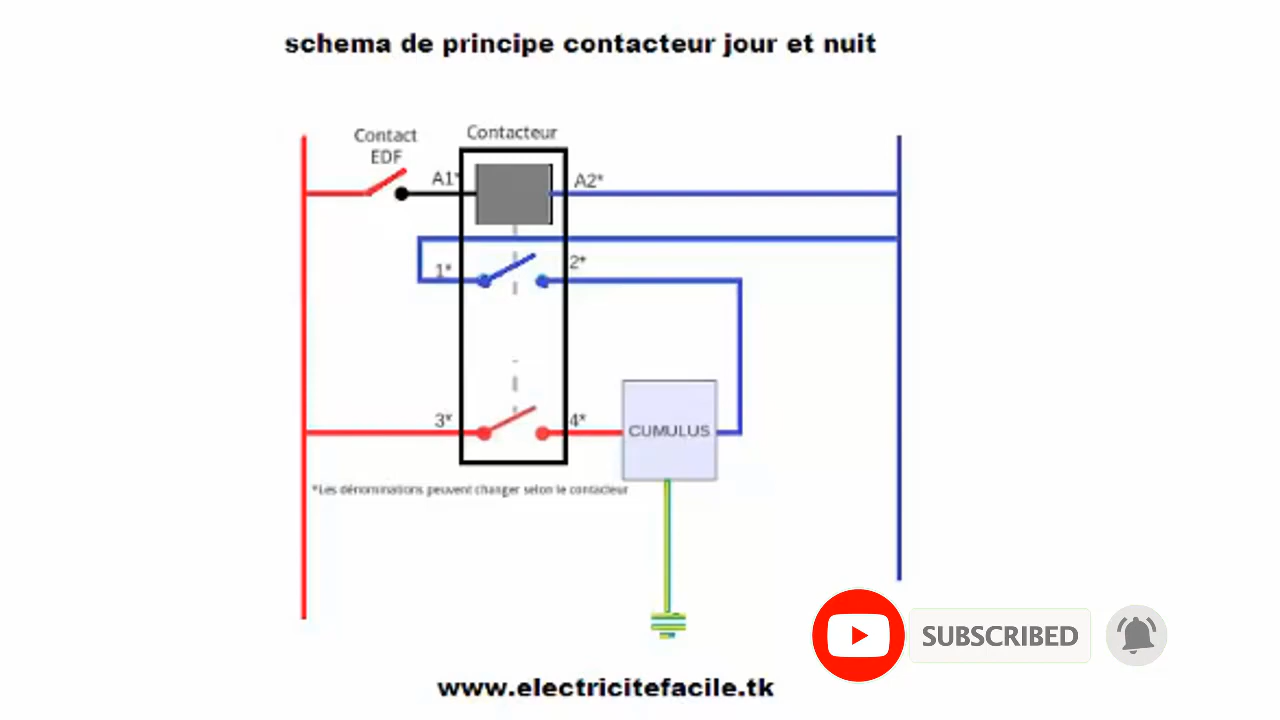 schema de principe contacteur jour et nuit
Contact
EDF
Contacteur
A1*
A2*
1*
2*
3*
4*
CUMULUS
*Les dénominations peuvent changer selon le contacteur
SUBSCRIBED
www.electricitefacile.tk